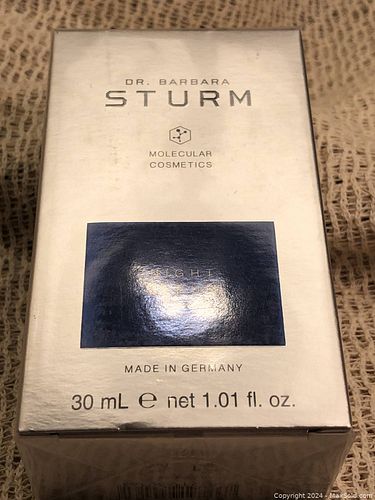 DR. BARBARA
STURM
MOLECULAR
COSMETICS
NIGHT
MADE IN GERMANY
30 mL ℮ net 1.01 fl. oz.
Copyright 2024 - MaxSold.com